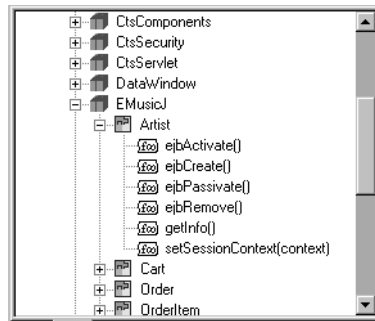 CtsComponents
CtsSecurity
CtsServlet
DataWindow
EMusicJ
Artist
ejbActivate()
ejbCreate()
ejbPassivate()
ejbRemove()
getInfo()
setSessionContext(context)
Cart
Order
OrderItem